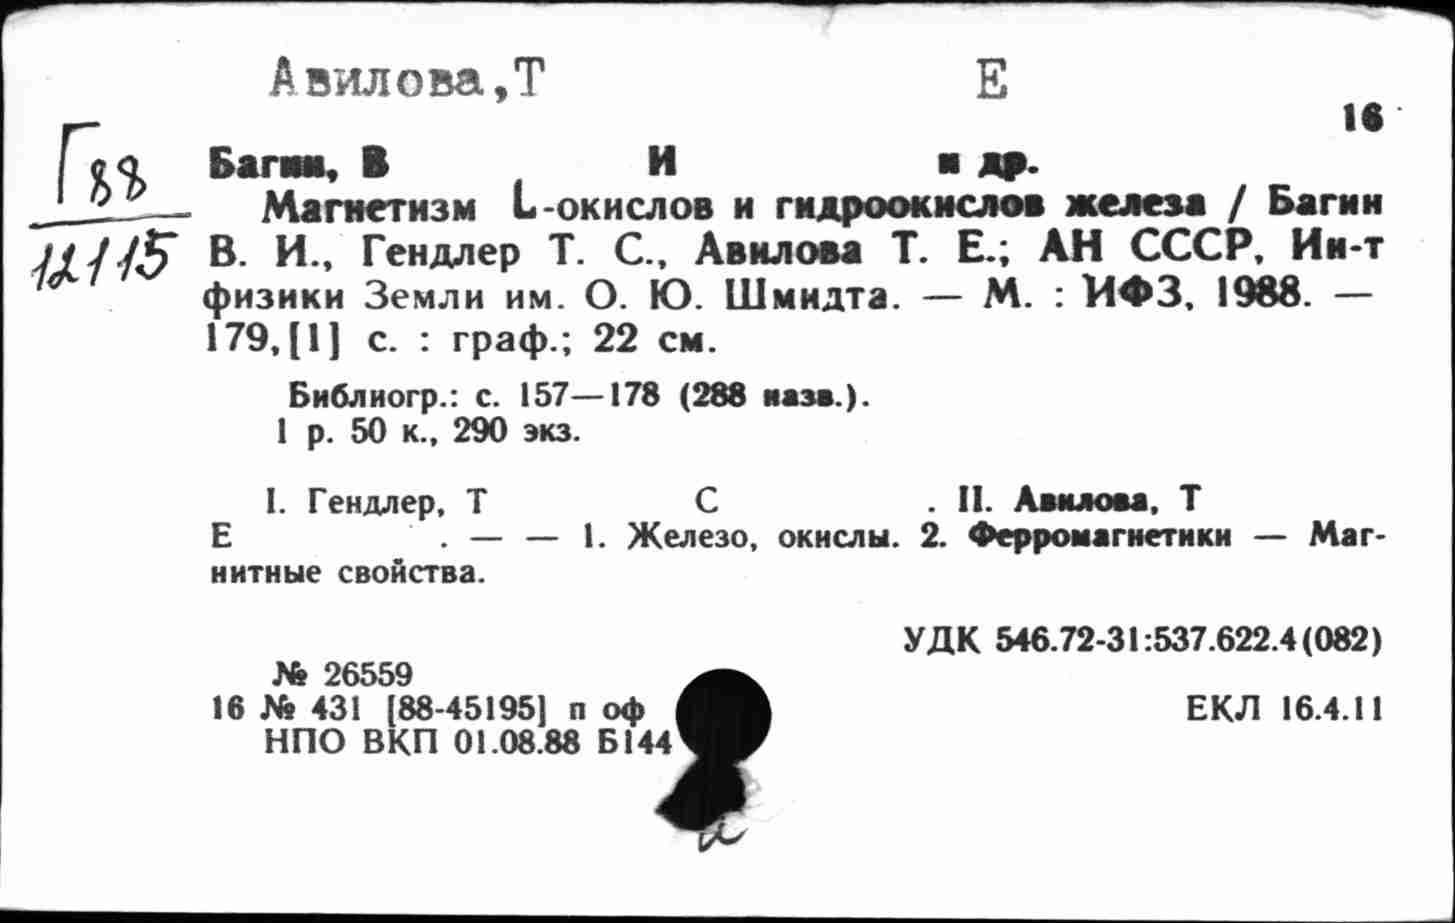 Авилова,Т Е
16
Г88
12115
Багин, В И и др.
Магнетизм L-окислов и гидроокислов железа / Багин
В. И., Гендлер Т. С., Авилова Т. Е.; АН СССР, Ин-т
физики Земли им. О. Ю. Шмидта. — М. : ИФЗ, 1988. —
179,[1] с. : граф.; 22 см.
Библиогр.: с. 157—178 (288 назв.).
1 р. 50 к., 290 экз.
I. Гендлер, Т С . II. Авилова, Т
Е . — — 1. Железо, окислы. 2. Ферромагнетики — Маг-
нитные свойства.
УДК 546.72-31:537.622.4(082)
№ 26559
16 № 431 [88-45195] п оф ЕКЛ 16.4.11
НПО ВКП 01.08.88 Б144